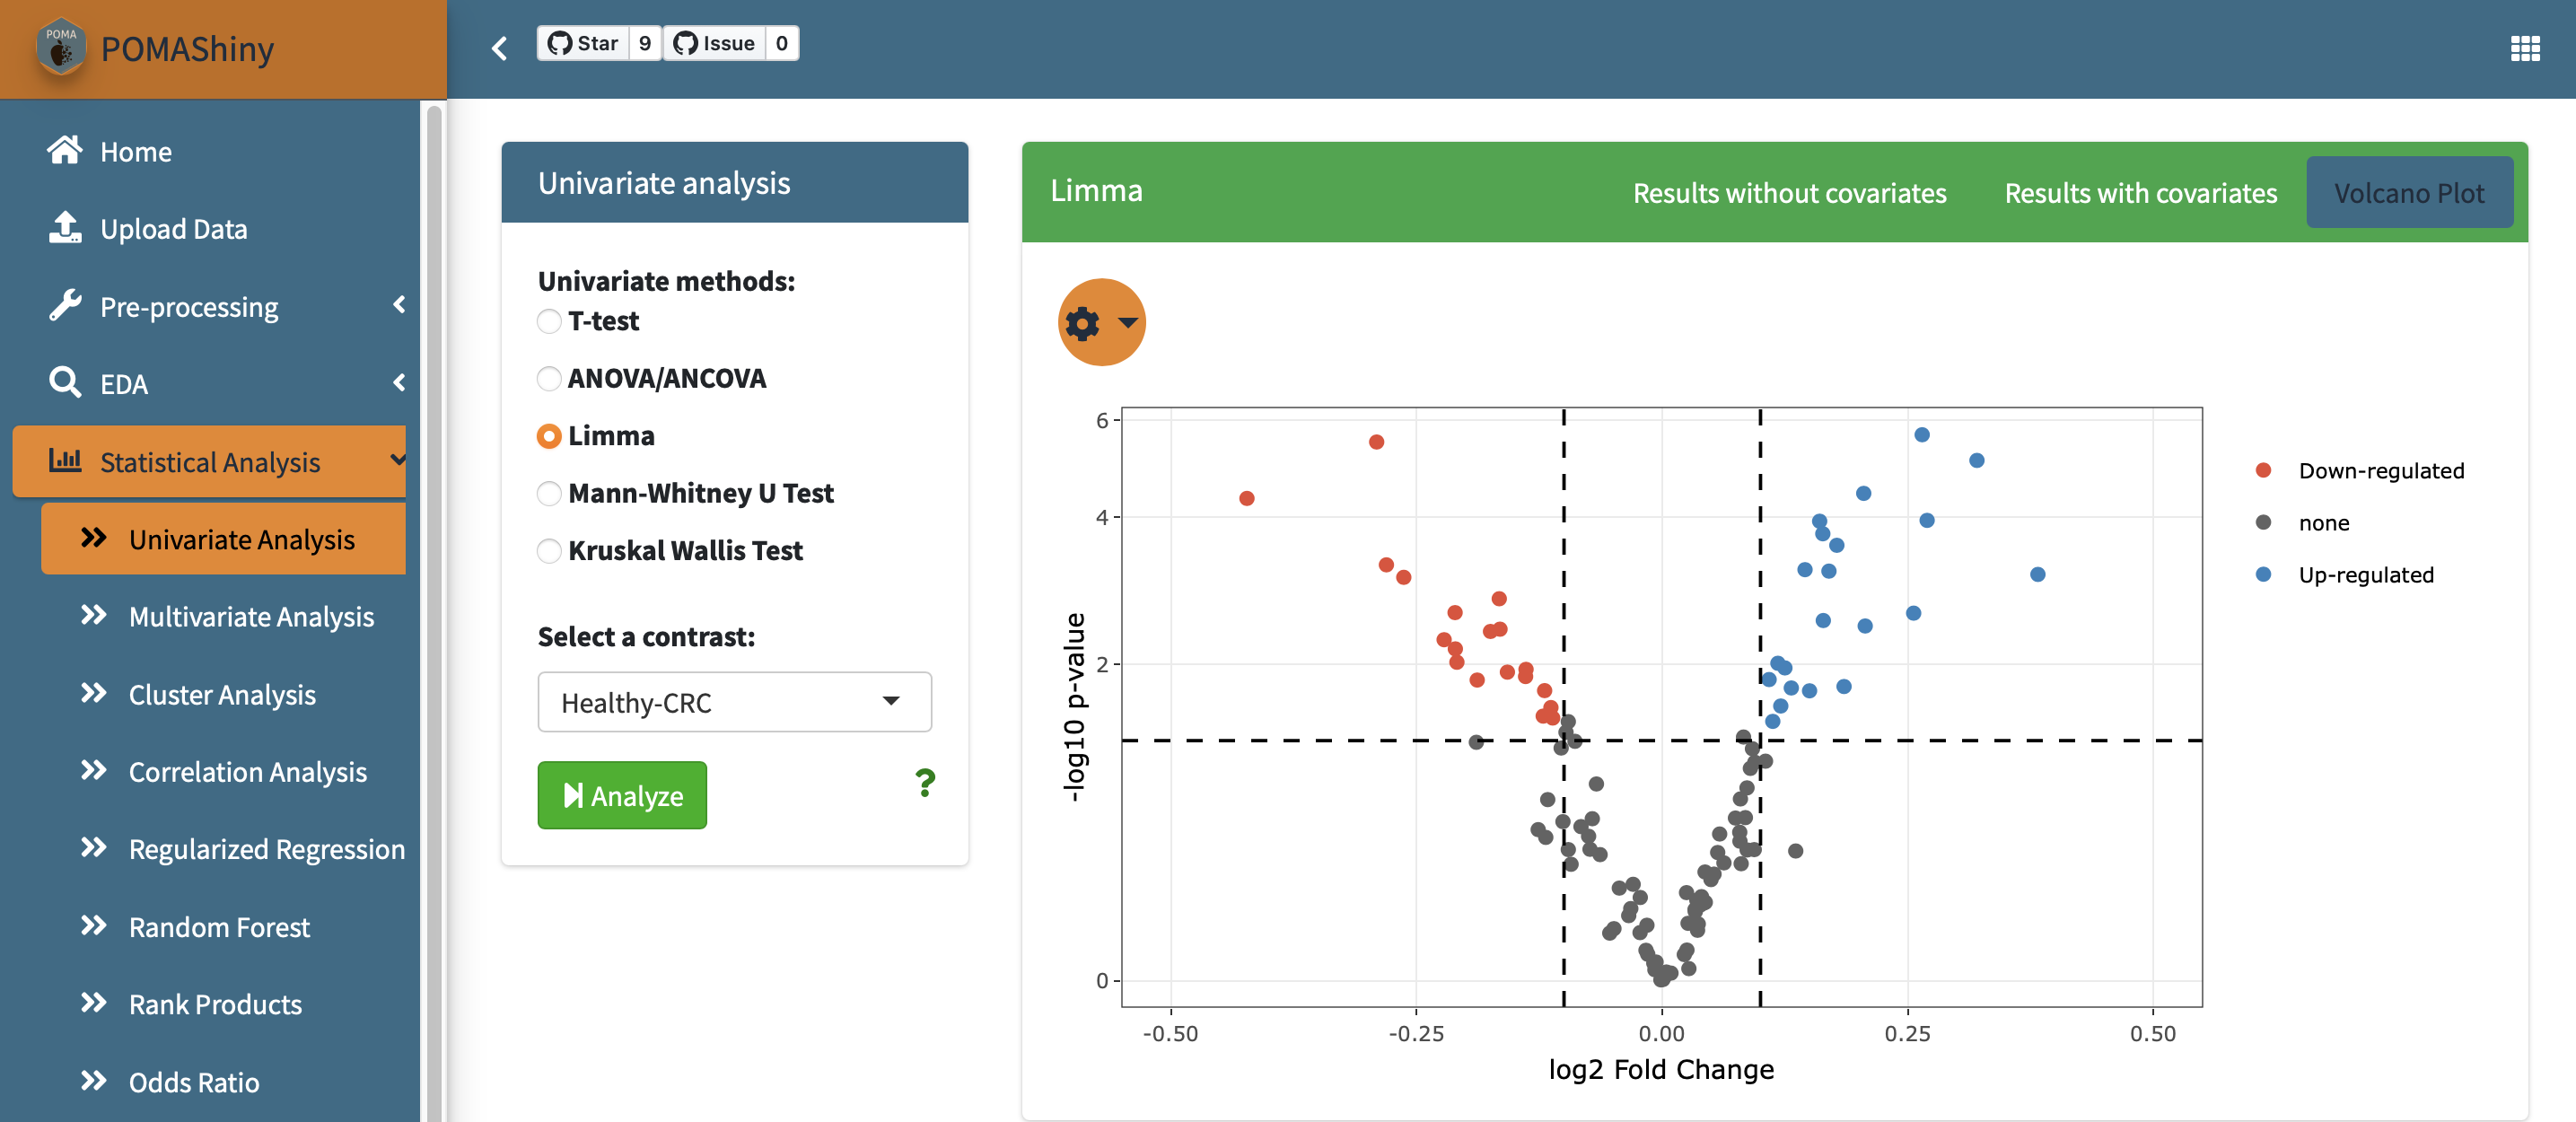 POMA
POMAShiny
Star 9 Issue 0
Home
Upload Data
Pre-processing
EDA
Statistical Analysis
Univariate Analysis
Multivariate Analysis
Cluster Analysis
Correlation Analysis
Regularized Regression
Random Forest
Rank Products
Odds Ratio
Univariate analysis
Univariate methods:
T-test
ANOVA/ANCOVA
Limma
Mann-Whitney U Test
Kruskal Wallis Test
Select a contrast:
Healthy-CRC
Analyze
?
Limma
Results without covariates
Results with covariates
Volcano Plot
6
4
2
0
-log10 p-value
-0.50
-0.25
0.00
0.25
0.50
log2 Fold Change
Down-regulated
none
Up-regulated